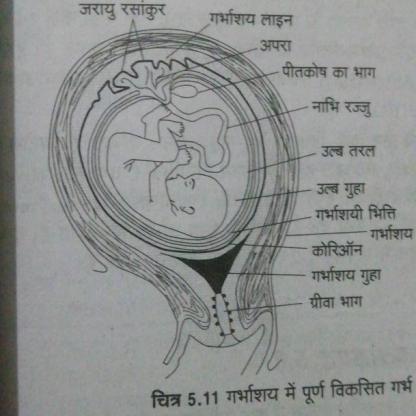 जरायु रसांकुर
गर्भाशय लाइन
अपरा
पीतकोष का भाग
नाभि रज्जु
उल्ब तरल
उल्ब गुहा
गर्भाशयी भित्ति
गर्भाशय
कोरिऑन
गर्भाशय गुहा
ग्रीवा भाग
चित्र 5.11 गर्भाशय में पूर्ण विकसित गर्भ